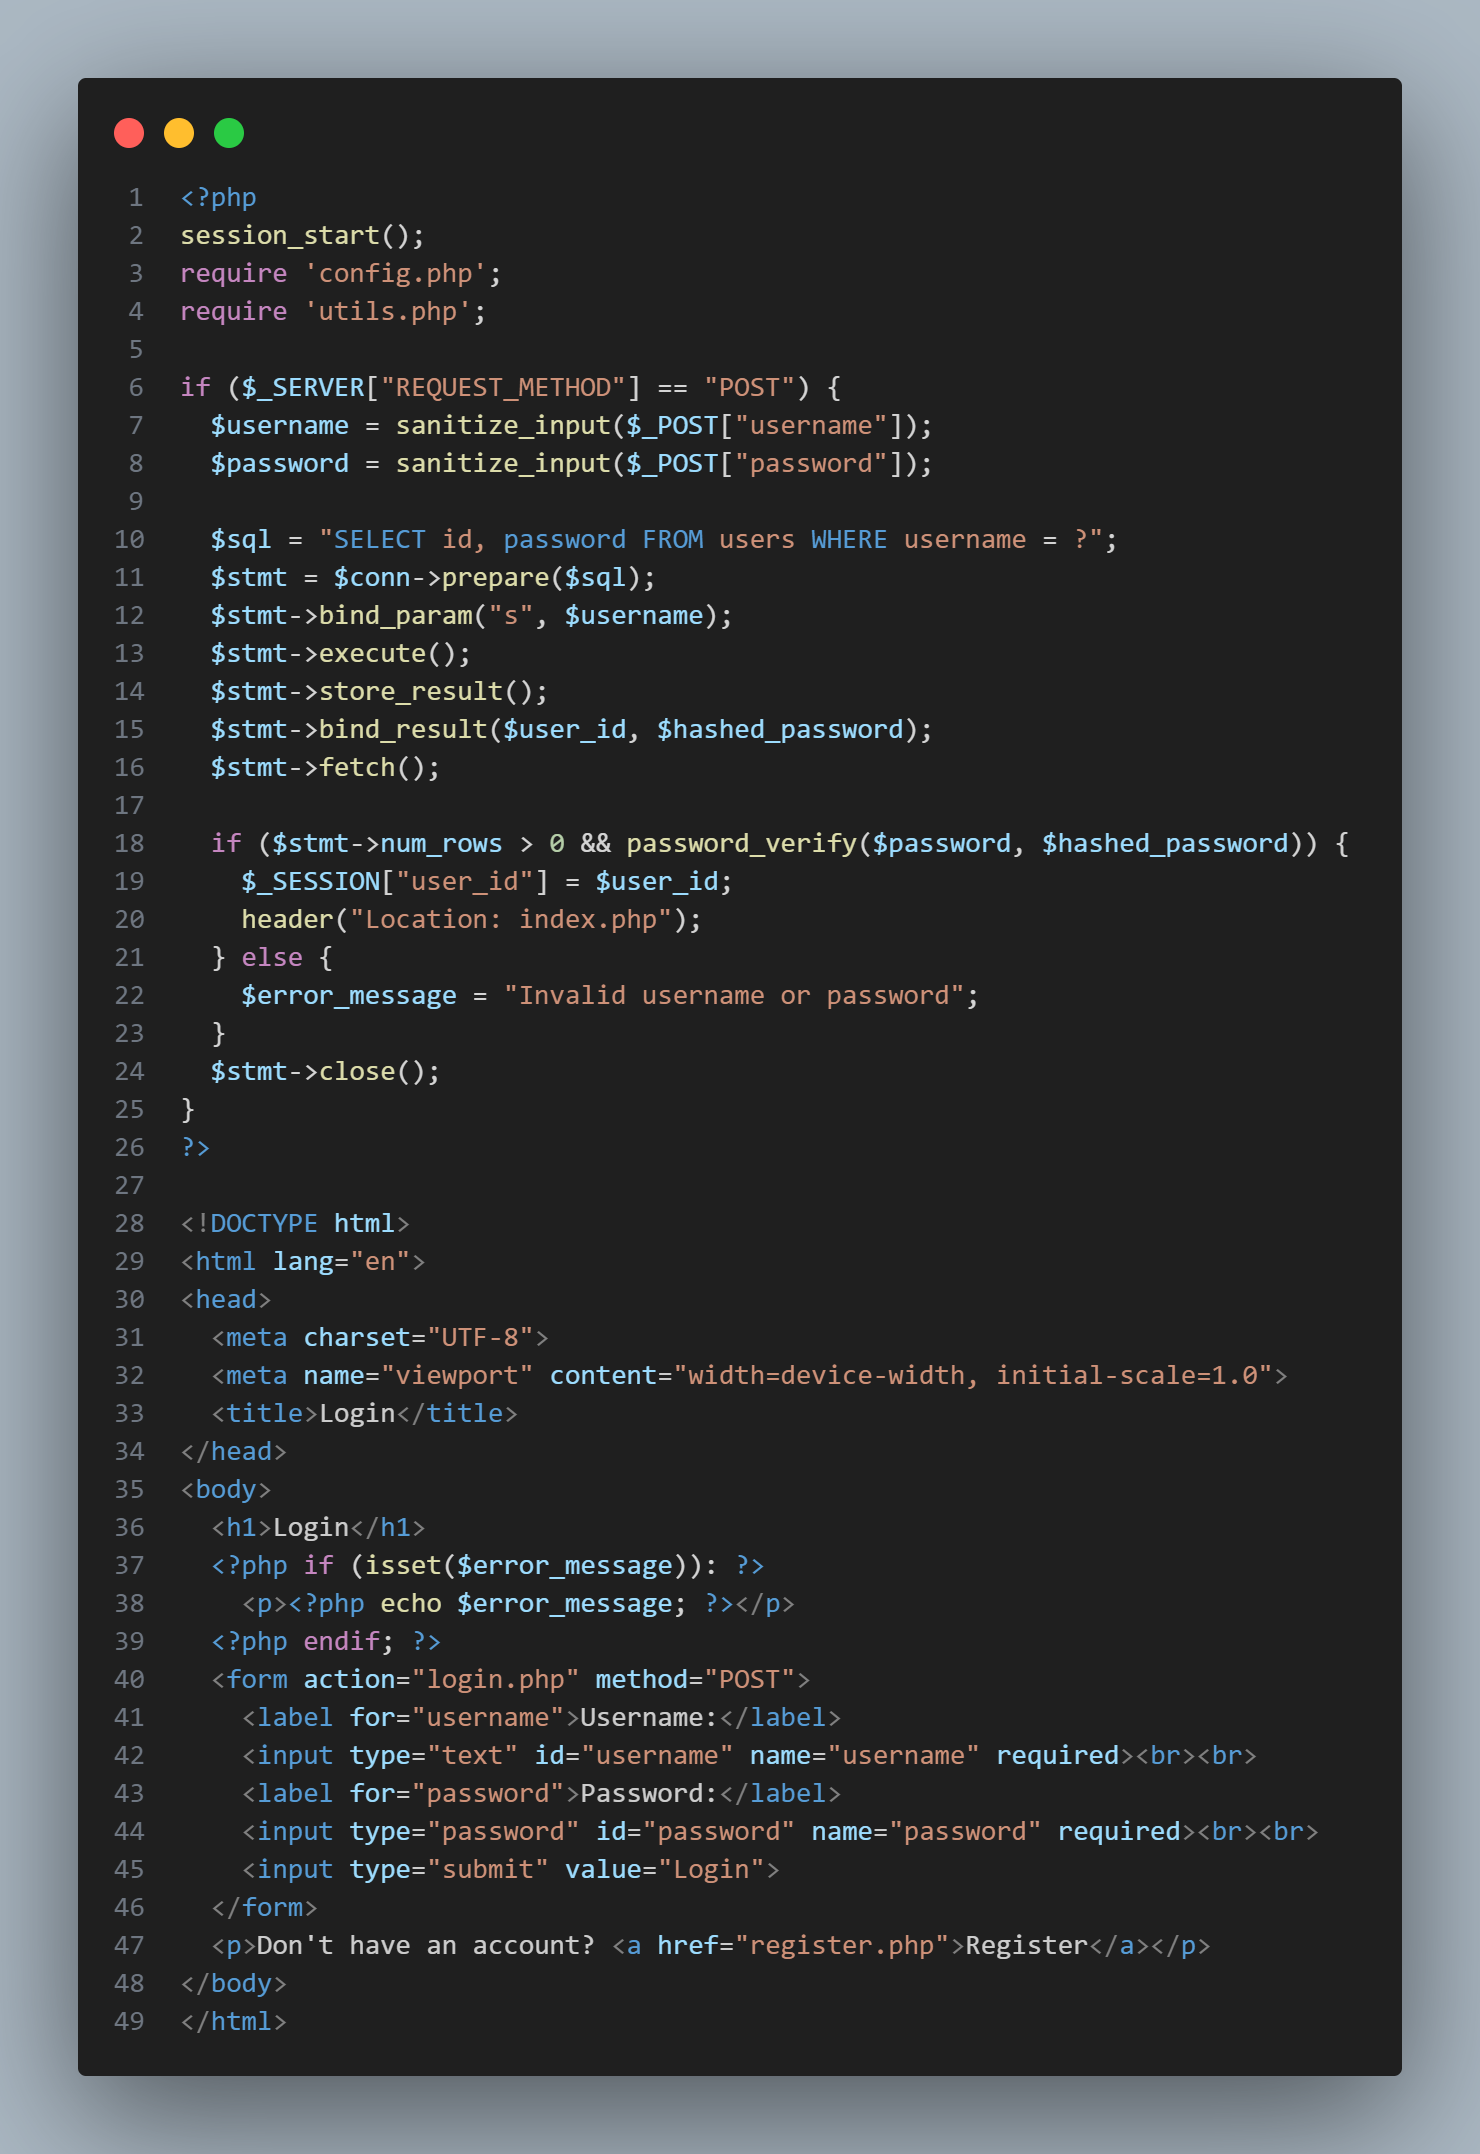 1 <?php
2 session_start();
3 require 'config.php';
4 require 'utils.php';
5
6 if ($_SERVER["REQUEST_METHOD"] == "POST") {
7   $username = sanitize_input($_POST["username"]);
8   $password = sanitize_input($_POST["password"]);
9
10   $sql = "SELECT id, password FROM users WHERE username = ?";
11   $stmt = $conn->prepare($sql);
12   $stmt->bind_param("s", $username);
13   $stmt->execute();
14   $stmt->store_result();
15   $stmt->bind_result($user_id, $hashed_password);
16   $stmt->fetch();
17
18   if ($stmt->num_rows > 0 && password_verify($password, $hashed_password)) {
19     $_SESSION["user_id"] = $user_id;
20     header("Location: index.php");
21   } else {
22     $error_message = "Invalid username or password";
23   }
24   $stmt->close();
25 }
26 ?>
27
28 <!DOCTYPE html>
29 <html lang="en">
30 <head>
31   <meta charset="UTF-8">
32   <meta name="viewport" content="width=device-width, initial-scale=1.0">
33   <title>Login</title>
34 </head>
35 <body>
36   <h1>Login</h1>
37   <?php if (isset($error_message)): ?>
38     <p><?php echo $error_message; ?></p>
39   <?php endif; ?>
40   <form action="login.php" method="POST">
41     <label for="username">Username:</label>
42     <input type="text" id="username" name="username" required><br><br>
43     <label for="password">Password:</label>
44     <input type="password" id="password" name="password" required><br><br>
45     <input type="submit" value="Login">
46   </form>
47   <p>Don't have an account? <a href="register.php">Register</a></p>
48 </body>
49 </html>